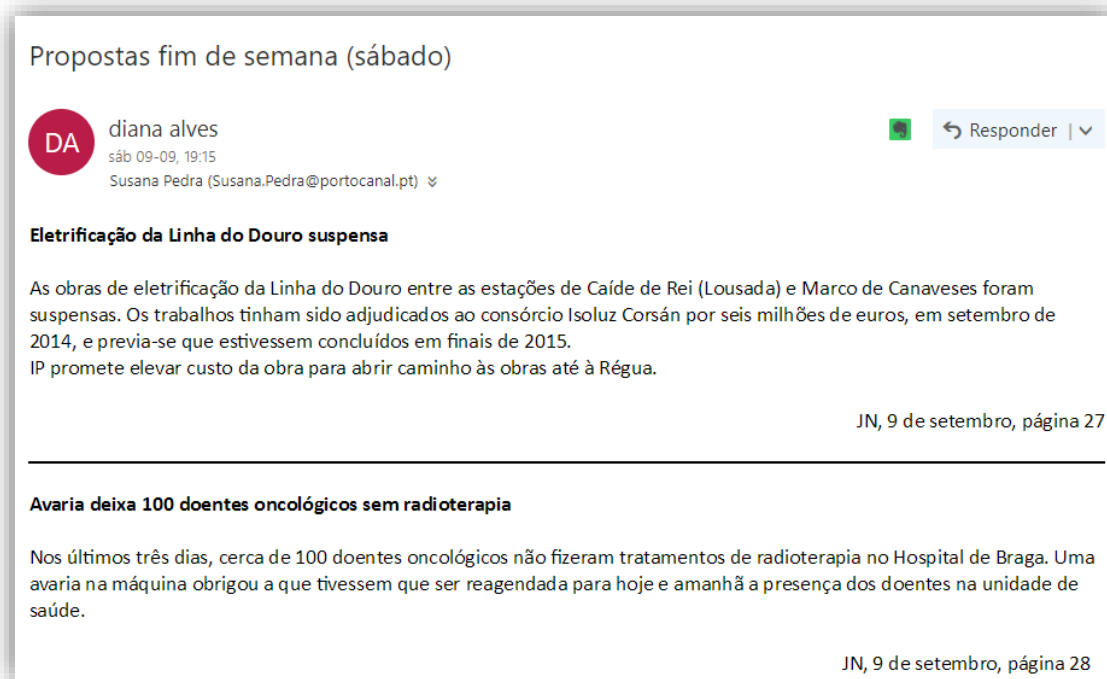 Propostas fim de semana (sábado)
DA
diana alves
sáb 09-09, 19:15
Susana Pedra (Susana.Pedra@portocanal.pt)
Responder
Eletrificação da Linha do Douro suspensa
As obras de eletrificação da Linha do Douro entre as estações de Caíde de Rei (Lousada) e Marco de Canaveses foram
suspensas. Os trabalhos tinham sido adjudicados ao consórcio Isoluz Corsán por seis milhões de euros, em setembro de
2014, e previa-se que estivessem concluídos em finais de 2015.
IP promete elevar custo da obra para abrir caminho às obras até à Régua.
JN, 9 de setembro, página 27
Avaria deixa 100 doentes oncológicos sem radioterapia
Nos últimos três dias, cerca de 100 doentes oncológicos não fizeram tratamentos de radioterapia no Hospital de Braga. Uma
avaria na máquina obrigou a que tivessem que ser reagendada para hoje e amanhã a presença dos doentes na unidade de
saúde.
JN, 9 de setembro, página 28